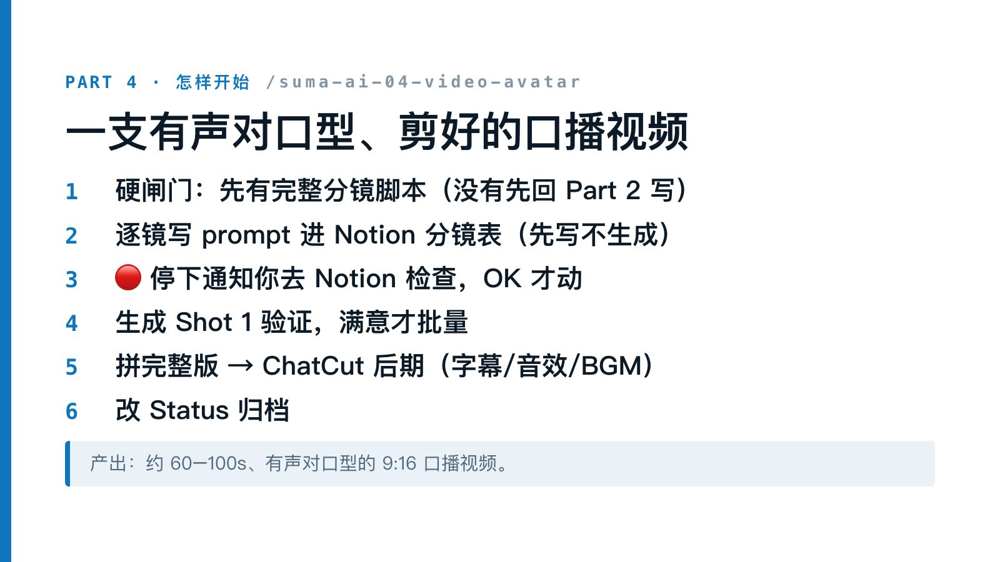 PART 4 · 怎样开始 /suma-ai-04-video-avatar
一支有声对口型、剪好的口播视频
1 硬闸门：先有完整分镜脚本（没有先回 Part 2 写）
2 逐镜写 prompt 进 Notion 分镜表（先写不生成）
3 🔴 停下通知你去 Notion 检查，OK 才动
4 生成 Shot 1 验证，满意才批量
5 拼完整版 → ChatCut 后期（字幕/音效/BGM）
6 改 Status 归档
产出：约 60–100s、有声对口型的 9:16 口播视频。